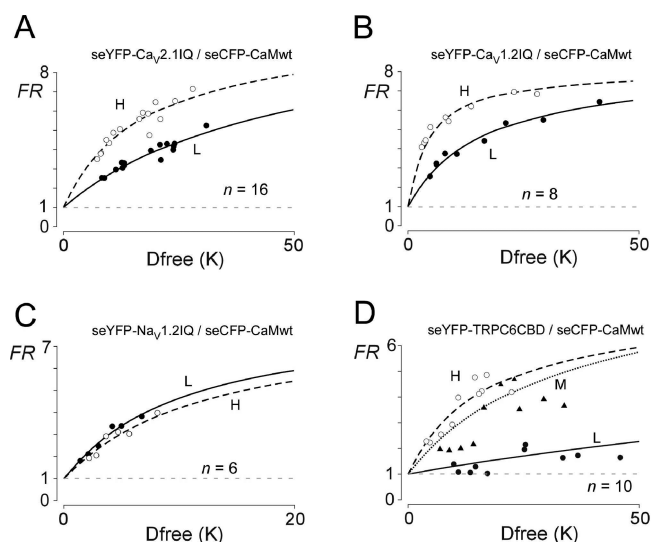 A
seYFP-CaV2.1IQ / seCFP-CaMwt
FR
8
H
L
n = 16
1
0
0
50
Dfree (K)
B
seYFP-CaV1.2IQ / seCFP-CaMwt
8
H
L
n = 8
1
0
0
50
Dfree (K)
C
seYFP-NaV1.2IQ / seCFP-CaMwt
FR
7
L
H
n = 6
1
0
0
20
Dfree (K)
D
seYFP-TRPC6CBD / seCFP-CaMwt
FR
6
H
M
L
1
n = 10
0
0
50
Dfree (K)